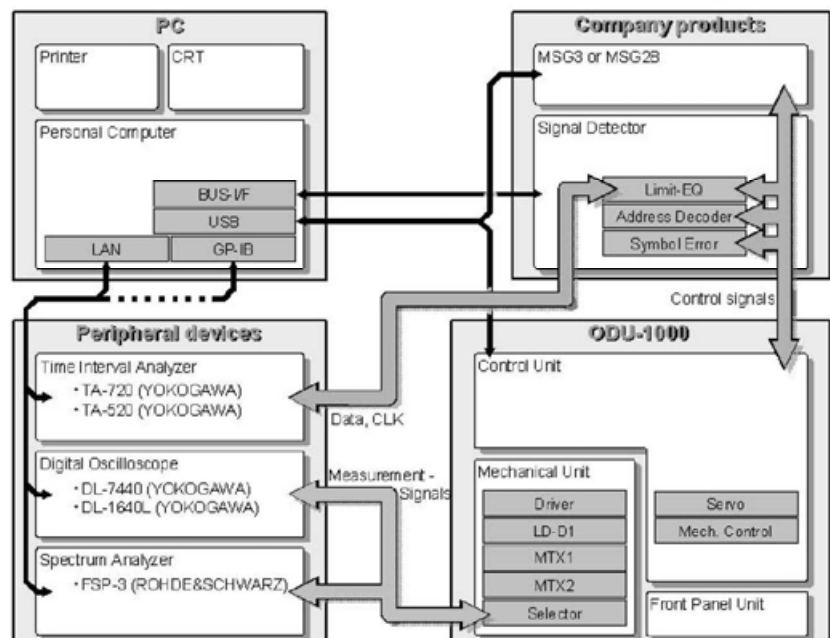 PC
Printer
CRT
Personal Computer
BUS-I/F
USB
LAN
GP-IB
Company products
MSG3 or MSG2B
Signal Detector
Limit-EQ
Address Decoder
Symbol Error
Control signals
Peripheral devices
Time Interval Analyzer
・TA-720 (YOKOGAWA)
・TA-520 (YOKOGAWA)
Data, CLK
Digital Oscilloscope
・DL-7440 (YOKOGAWA)
・DL-1640L (YOKOGAWA)
Measurement -
Signals
Spectrum Analyzer
・FSP-3 (ROHDE&SCHWARZ)
ODU-1000
Control Unit
Mechanical Unit
Driver
LD-D1
MTX1
MTX2
Selector
Servo
Mech. Control
Front Panel Unit